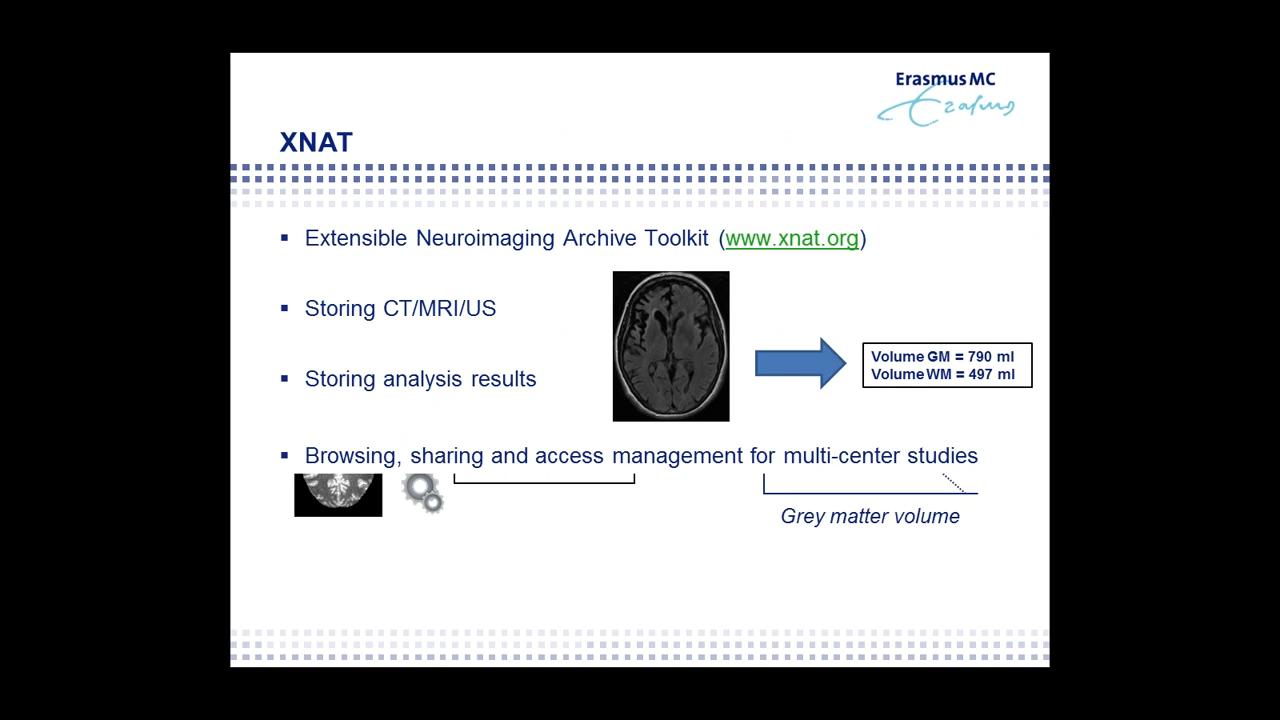 Erasmus MC
Erasmus
XNAT
▪ Extensible Neuroimaging Archive Toolkit (www.xnat.org)
▪ Storing CT/MRI/US
▪ Storing analysis results
Volume GM = 790 ml
Volume WM = 497 ml
▪ Browsing, sharing and access management for multi-center studies
Grey matter volume